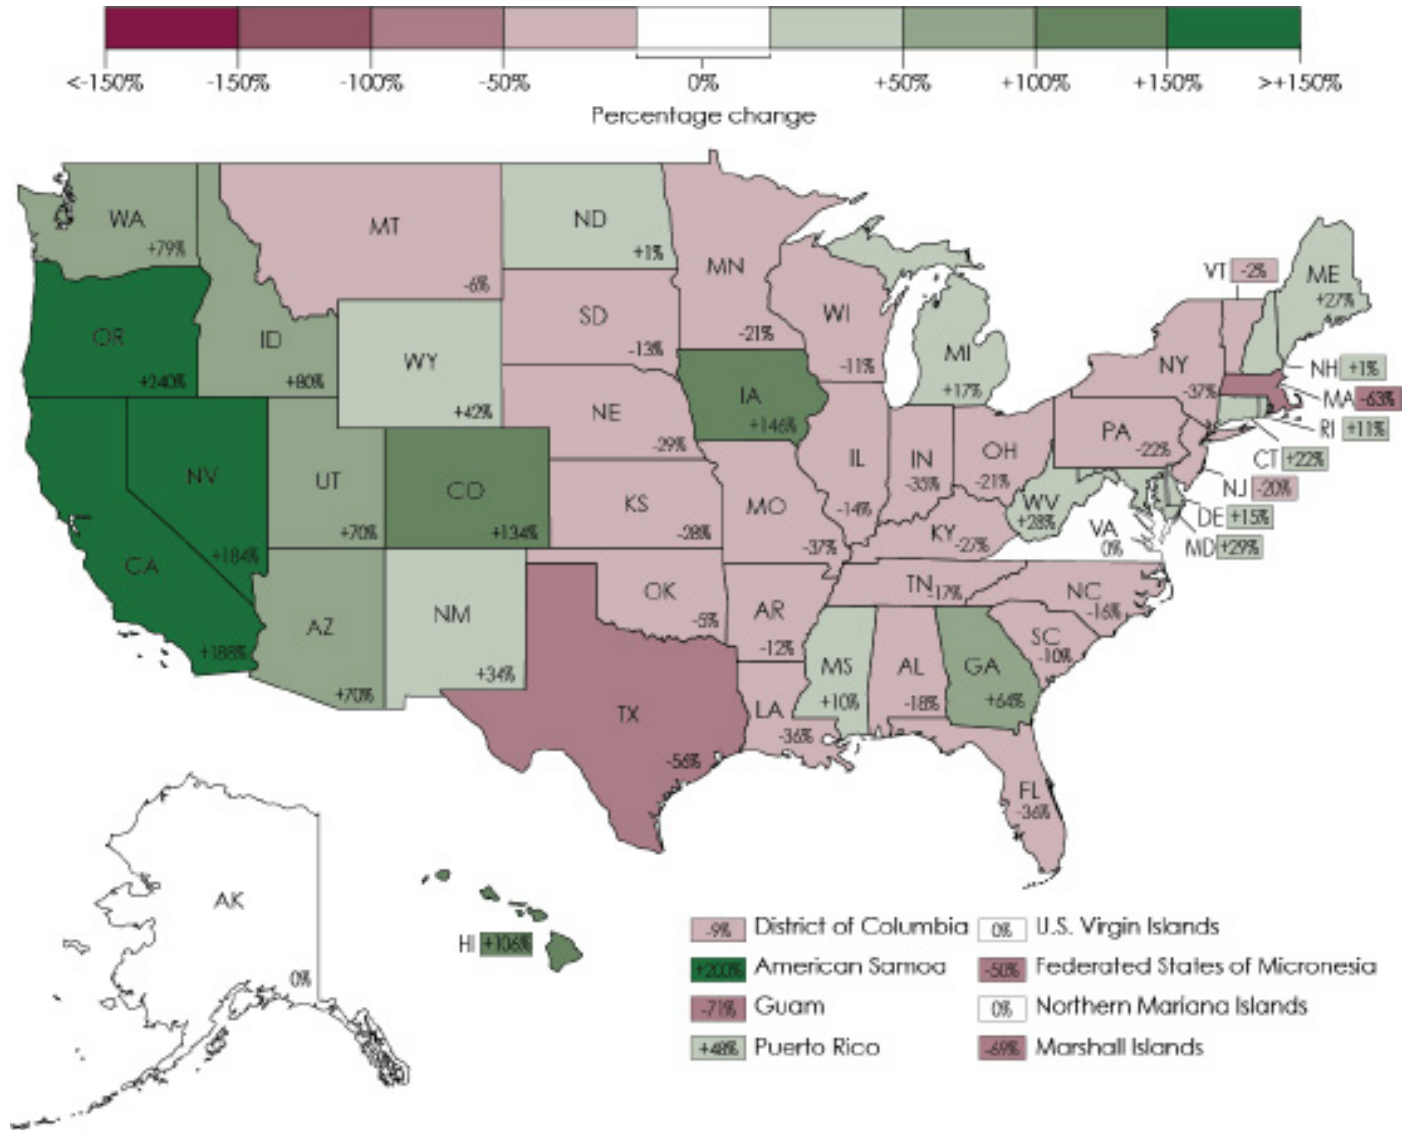 <-150% -150% -100% -50% 0% +50% +100% +150% >+150%
Percentage change
WA
+79%
MT
-6%
ND
+1%
MN
-21%
VT -2%
ME
+27%
OR
+240%
ID
+80%
WY
+42%
SD
-13%
WI
-11%
MI
+17%
NY
-37%
NH +1%
MA -63%
RI +11%
CT +22%
NJ -20%
DE +15%
MD +29%
IA
+146%
NE
-29%
PA
-22%
NV
+184%
UT
+70%
CO
+134%
KS
-28%
MO
-37%
IL
-14%
IN
-35%
OH
-21%
WV
+28%
VA
0%
KY -27%
CA
+188%
AZ
+70%
NM
+34%
OK
-5%
AR
-12%
TN -17%
NC
-16%
SC
-10%
MS
+10%
AL
-18%
GA
+64%
TX
-56%
LA
-36%
FL
-36%
AK
0%
HI +106%
-9% District of Columbia
0% U.S. Virgin Islands
+200% American Samoa
-50% Federated States of Micronesia
-71% Guam
0% Northern Mariana Islands
+48% Puerto Rico
-69% Marshall Islands